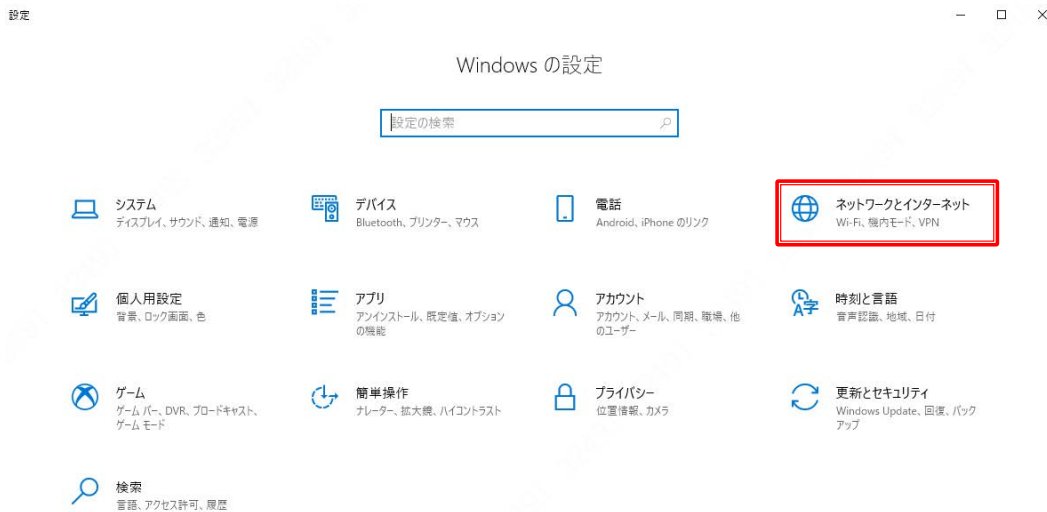 設定
Windows の設定
設定の検索
システム
ディスプレイ、サウンド、通知、電源
デバイス
Bluetooth、プリンター、マウス
電話
Android、iPhone のリンク
ネットワークとインターネット
Wi-Fi、機内モード、VPN
個人用設定
背景、ロック画面、色
アプリ
アンインストール、既定値、オプション
の機能
アカウント
アカウント、メール、同期、職場、他
のユーザー
時刻と言語
音声認識、地域、日付
ゲーム
ゲーム バー、DVR、ブロードキャスト、
ゲーム モード
簡単操作
ナレーター、拡大鏡、ハイコントラスト
プライバシー
位置情報、カメラ
更新とセキュリティ
Windows Update、回復、バック
アップ
検索
言語、アクセス許可、履歴